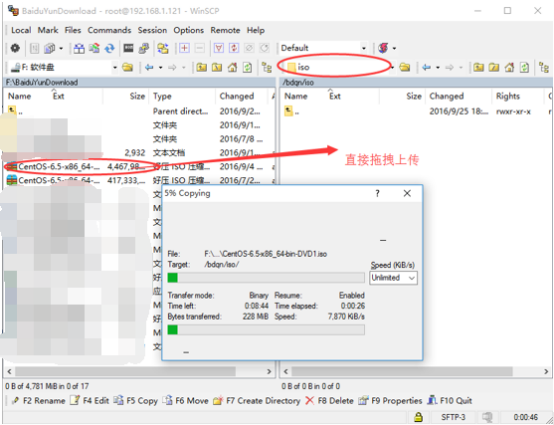 BaiduYunDownload - root@192.168.1.121 - WinSCP
Local Mark Files Commands Session Options Remote Help
Default
F: 软件盘
iso
F:\BaiduYunDownload
/bdqn/iso
Name Ext Size Type Changed
Name Ext Size Changed Rights
..
Parent direct... 2016/9/2...
.. 2016/9/25 18:... rwxr-xr-x
文件夹 2016/9/2...
文件夹 2016/7/8 ...
2,932 文本文档 2016/9/1...
CentOS-6.5-x86_64-... 4,467,98... 好压 ISO 压缩... 2016/9/4 ...
CentOS-6.5-x86_64-... 417,333,... 好压 ISO 压缩... 2016/7/2...
直接拖拽上传
5% Copying
File: F:\...\CentOS-6.5-x86_64-bin-DVD1.iso
Target: /bdqn/iso/
Speed (KiB/s)
Unlimited
Transfer mode: Binary Resume: Enabled
Time left: 0:08:44 Time elapsed: 0:00:26
Bytes transferred: 228 MiB Speed: 7,870 KiB/s
0 B of 4,781 MiB in 0 of 17
0 B of 0 B in 0 of 0
F2 Rename F4 Edit F5 Copy F6 Move F7 Create Directory F8 Delete F9 Properties F10 Quit
SFTP-3 0:00:46